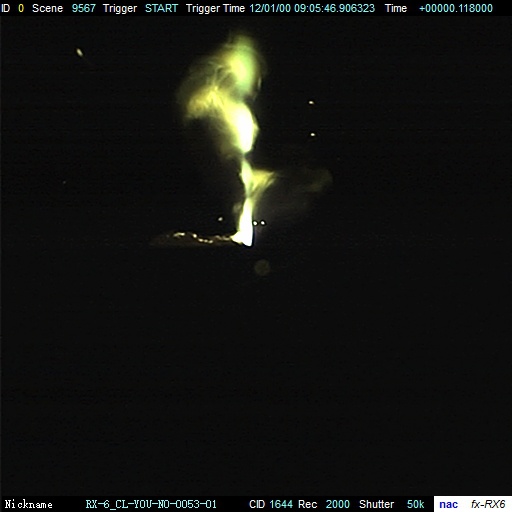 ID 0 Scene 9567 Trigger START Trigger Time 12/01/00 09:05:46.906323 Time +00000.118000
Nickname RX-6_CL-YOU-NO-0053-01 CID 1644 Rec 2000 Shutter 50k nac fx-RX6